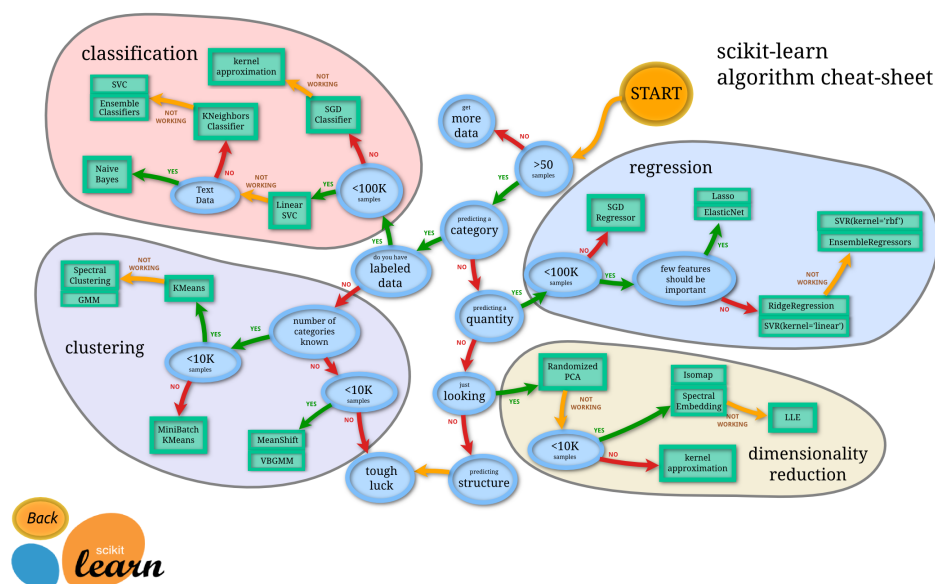 scikit-learn
algorithm cheat-sheet
START
classification
kernel
approximation
NOT
WORKING
SVC
Ensemble
Classifiers
NOT
WORKING
KNeighbors
Classifier
SGD
Classifier
NO
NO
Naive
Bayes
YES
Text
Data
NOT
WORKING
Linear
SVC
YES
<100K
samples
YES
get
more
data
NO
>50
samples
YES
predicting a
category
YES
do you have
labeled
data
NO
NO
predicting a
quantity
YES
NO
just
looking
YES
NO
predicting
structure
tough
luck
regression
SGD
Regressor
NO
<100K
samples
YES
Lasso
ElasticNet
YES
few features
should be
important
NO
RidgeRegression
SVR(kernel='linear')
NOT
WORKING
SVR(kernel='rbf')
EnsembleRegressors
clustering
Spectral
Clustering
GMM
NOT
WORKING
KMeans
YES
<10K
samples
YES
number of
categories
known
NO
NO
MiniBatch
KMeans
<10K
samples
YES
NO
MeanShift
VBGMM
dimensionality
reduction
Randomized
PCA
NOT
WORKING
<10K
samples
YES
NO
Isomap
Spectral
Embedding
NOT
WORKING
LLE
kernel
approximation
Back
scikit
learn